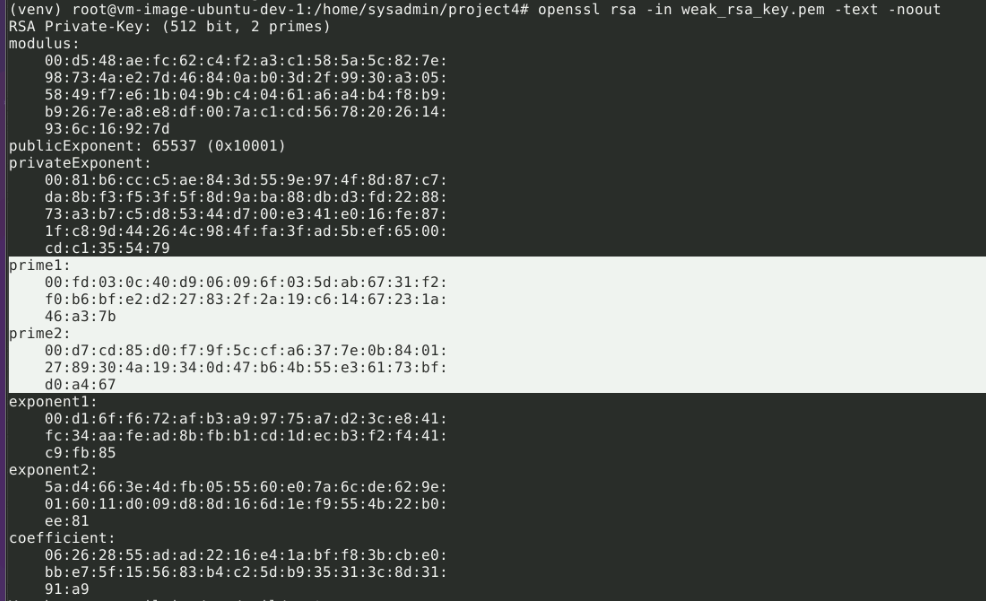 (venv) root@vm-image-ubuntu-dev-1:/home/sysadmin/project4# openssl rsa -in weak_rsa_key.pem -text -noout
RSA Private-Key: (512 bit, 2 primes)
modulus:
00:d5:48:ae:fc:62:c4:f2:a3:c1:58:5a:5c:82:7e:
98:73:4a:e2:7d:46:84:0a:b0:3d:2f:99:30:a3:05:
58:49:f7:e6:1b:04:9b:c4:04:61:a6:a4:b4:f8:b9:
b9:26:7e:a8:e8:df:00:7a:c1:cd:56:78:20:26:14:
93:6c:16:92:7d
publicExponent: 65537 (0x10001)
privateExponent:
00:81:b6:cc:c5:ae:84:3d:55:9e:97:4f:8d:87:c7:
da:8b:f3:f5:3f:5f:8d:9a:ba:88:db:d3:fd:22:88:
73:a3:b7:c5:d8:53:44:d7:00:e3:41:e0:16:fe:87:
1f:c8:9d:44:26:4c:98:4f:fa:3f:ad:5b:ef:65:00:
cd:c1:35:54:79
prime1:
00:fd:03:0c:40:d9:06:09:6f:03:5d:ab:67:31:f2:
f0:b6:bf:e2:d2:27:83:2f:2a:19:c6:14:67:23:1a:
46:a3:7b
prime2:
00:d7:cd:85:d0:f7:9f:5c:cf:a6:37:7e:0b:84:01:
27:89:30:4a:19:34:0d:47:b6:4b:55:e3:61:73:bf:
d0:a4:67
exponent1:
00:d1:6f:f6:72:af:b3:a9:97:75:a7:d2:3c:e8:41:
fc:34:aa:fe:ad:8b:fb:b1:cd:1d:ec:b3:f2:f4:41:
c9:fb:85
exponent2:
5a:d4:66:3e:4d:fb:05:55:60:e0:7a:6c:de:62:9e:
01:60:11:d0:09:d8:8d:16:6d:1e:f9:55:4b:22:b0:
ee:81
coefficient:
06:26:28:55:ad:ad:22:16:e4:1a:bf:f8:3b:cb:e0:
bb:e7:5f:15:56:83:b4:c2:5d:b9:35:31:3c:8d:31:
91:a9